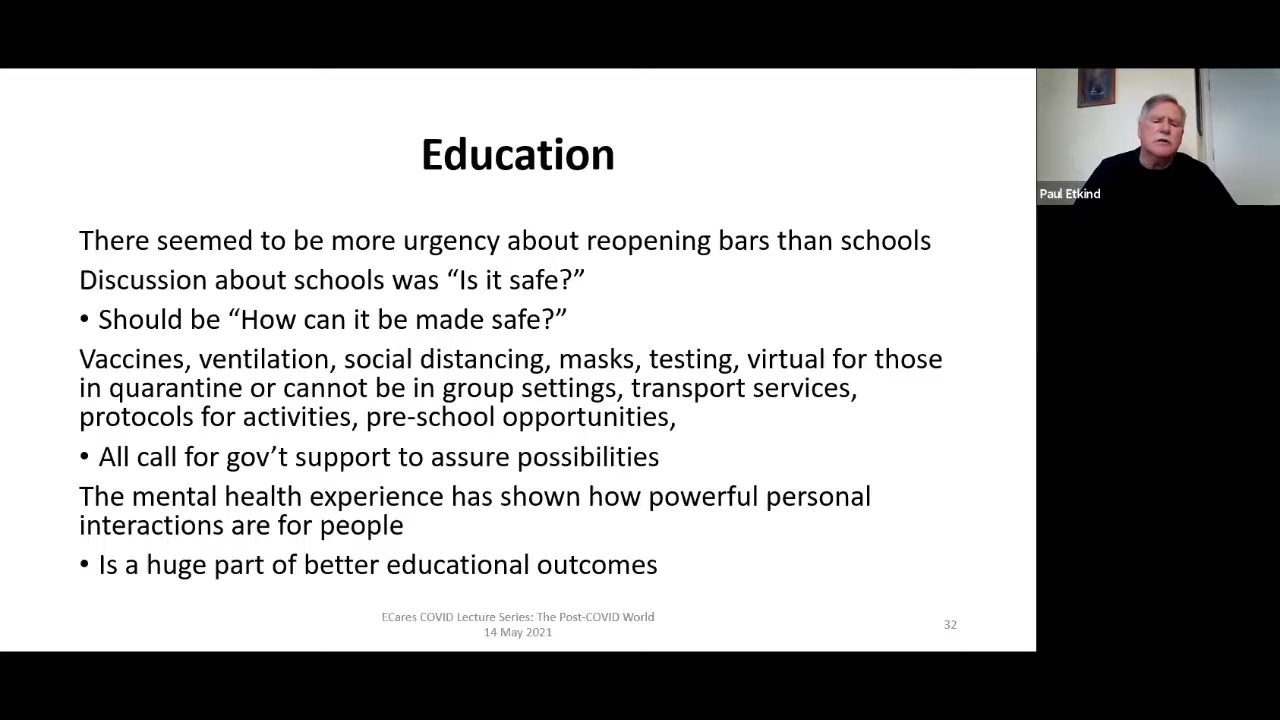 Education
There seemed to be more urgency about reopening bars than schools
Discussion about schools was “Is it safe?”
• Should be “How can it be made safe?”
Vaccines, ventilation, social distancing, masks, testing, virtual for those
in quarantine or cannot be in group settings, transport services,
protocols for activities, pre-school opportunities,
• All call for gov’t support to assure possibilities
The mental health experience has shown how powerful personal
interactions are for people
• Is a huge part of better educational outcomes
ECares COVID Lecture Series: The Post-COVID World
14 May 2021
32
Paul Etkind